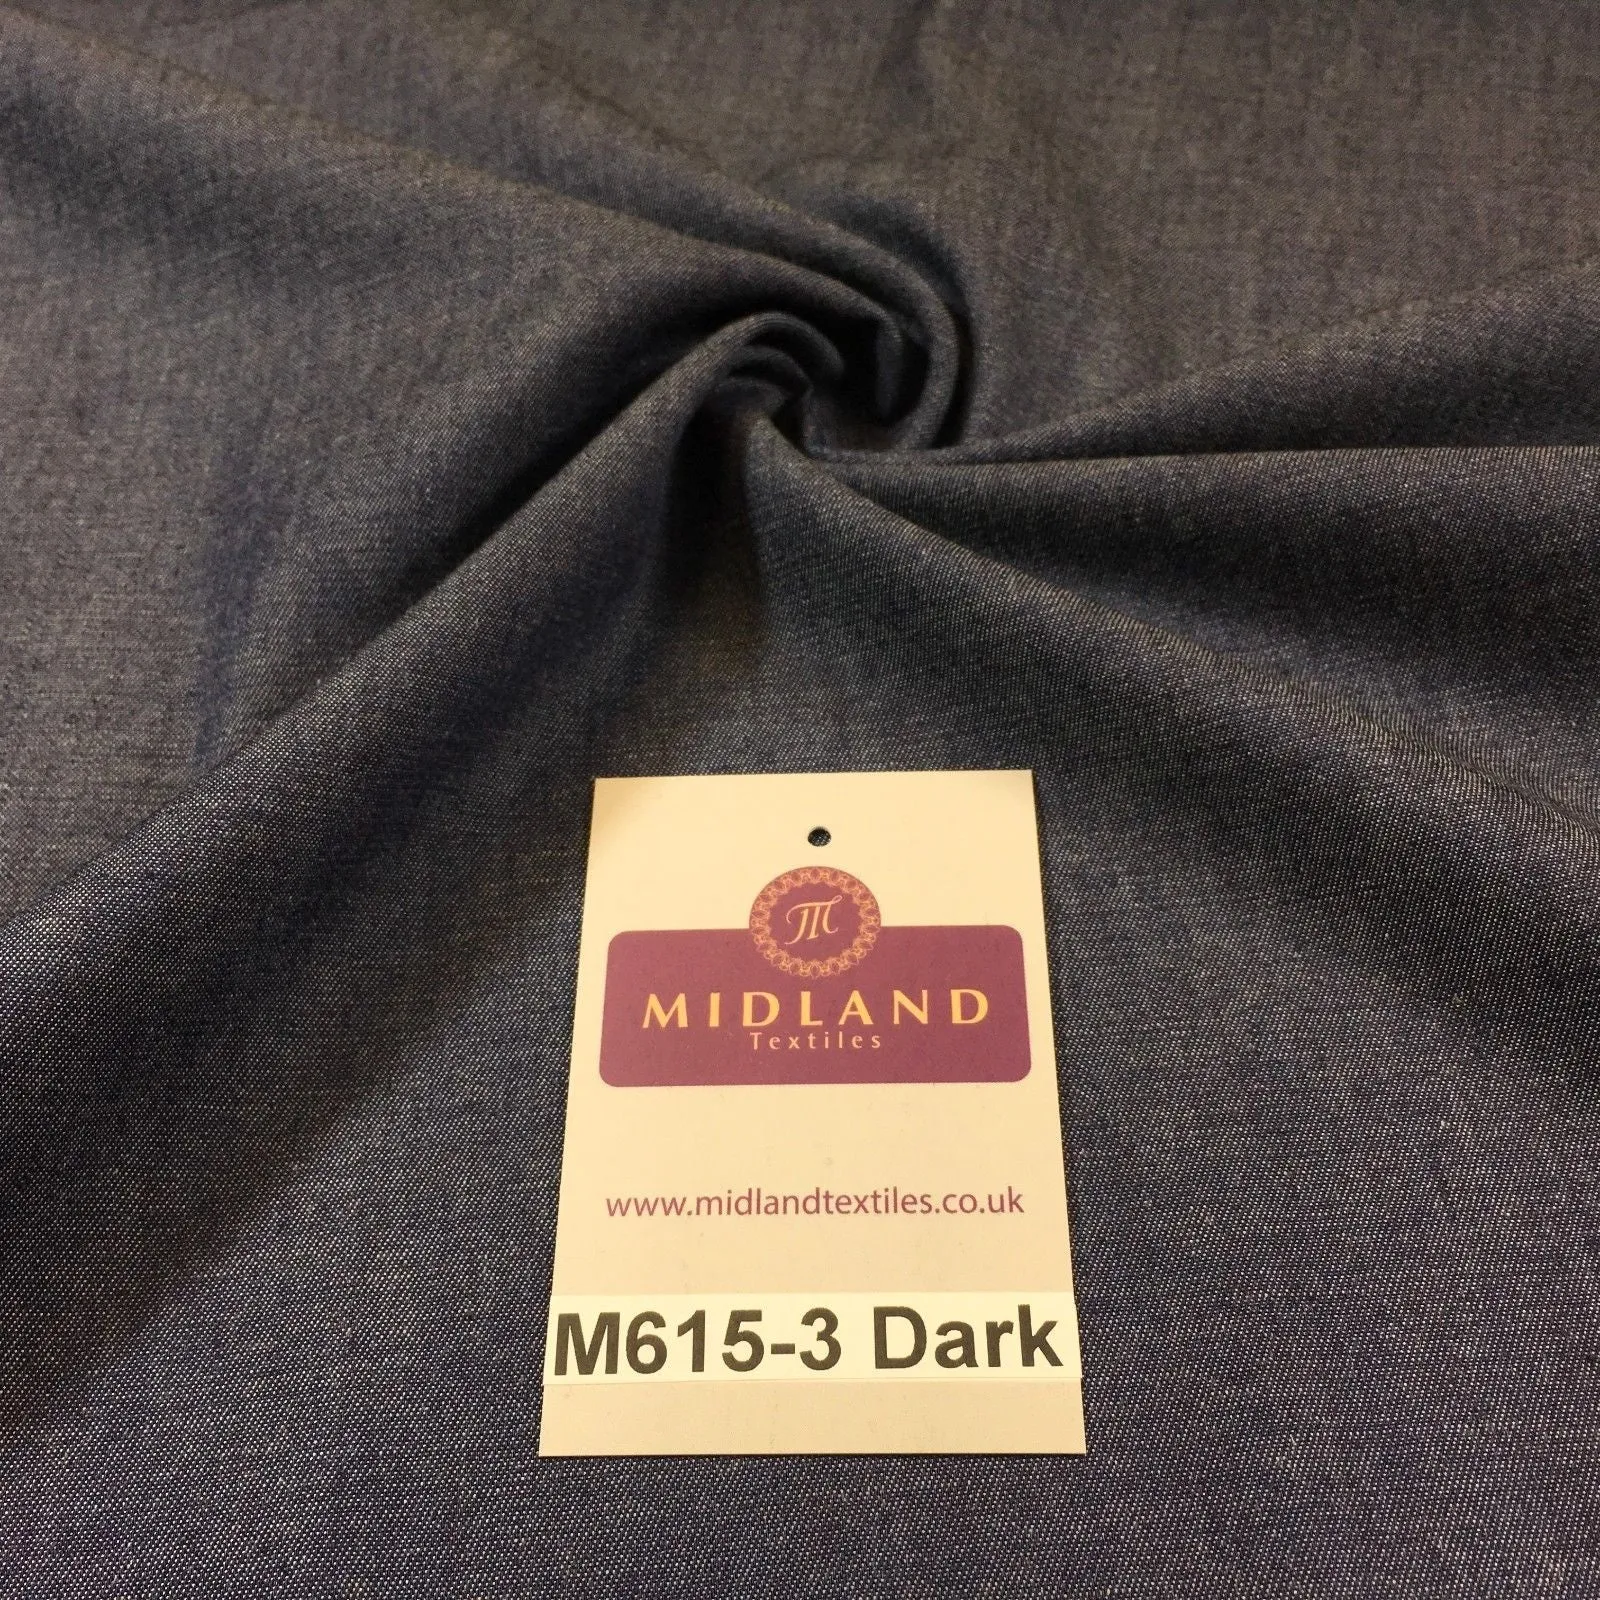 M
MIDLAND
Textiles
www.midlandtextiles.co.uk
M615-3 Dark